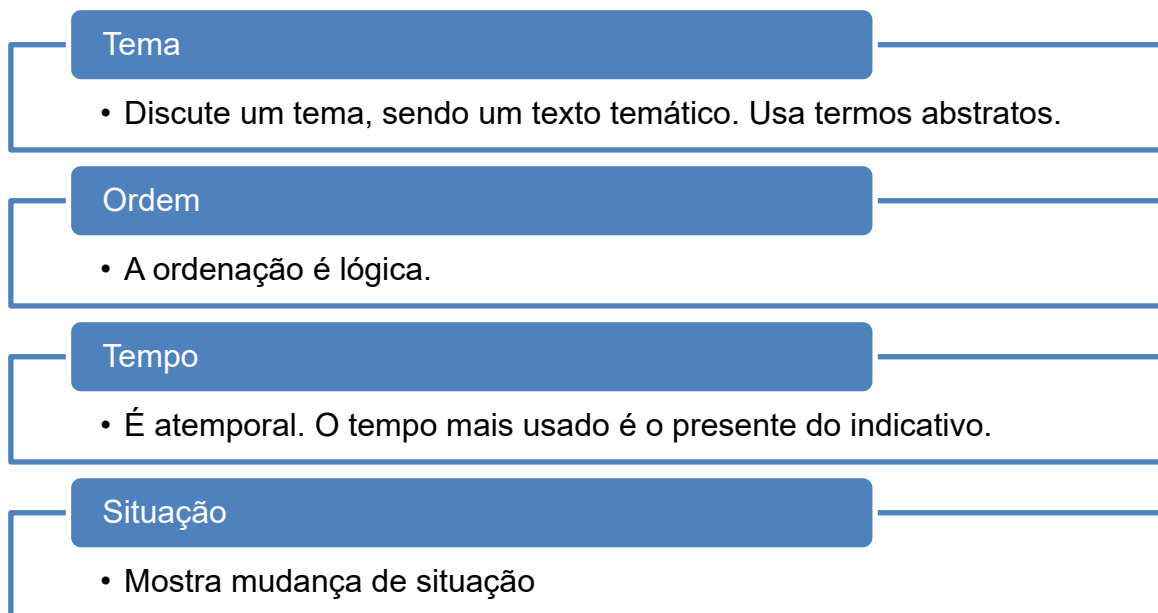 Tema
• Discute um tema, sendo um texto temático. Usa termos abstratos.
Ordem
• A ordenação é lógica.
Tempo
• É atemporal. O tempo mais usado é o presente do indicativo.
Situação
• Mostra mudança de situação